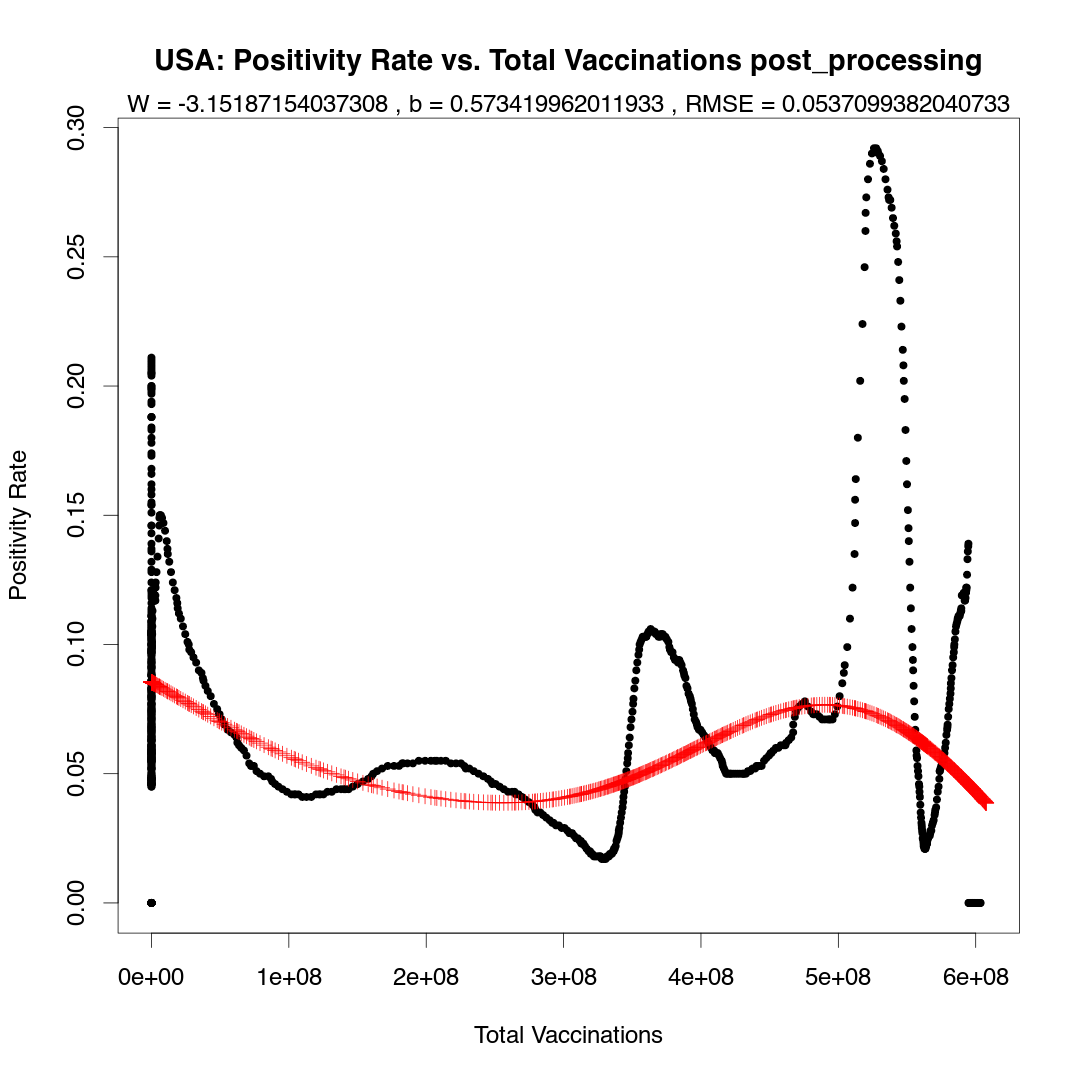 USA: Positivity Rate vs. Total Vaccinations post_processing
W = -3.15187154037308 , b = 0.573419962011933 , RMSE = 0.0537099382040733
Positivity Rate
0.30
0.25
0.20
0.15
0.10
0.05
0.00
0e+00 1e+08 2e+08 3e+08 4e+08 5e+08 6e+08
Total Vaccinations